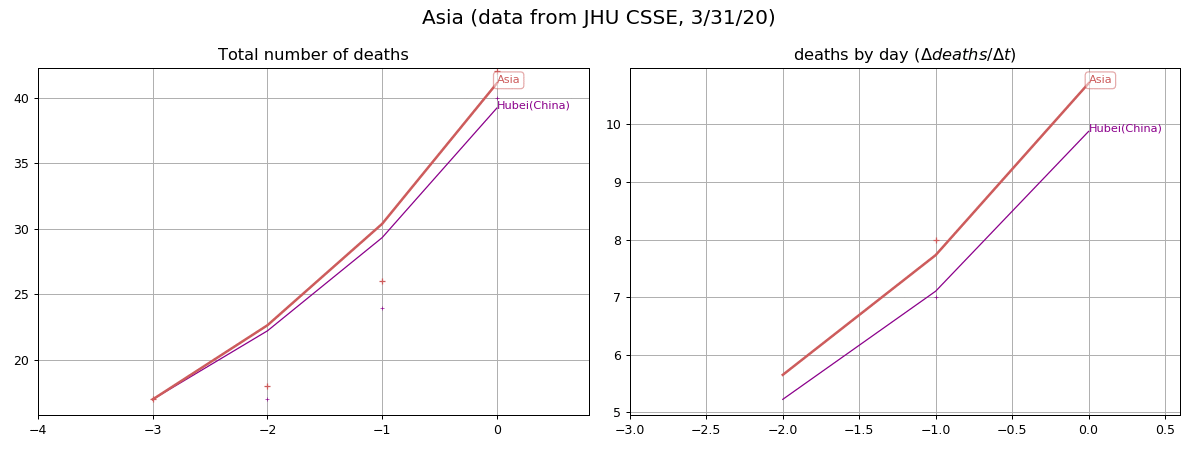 Asia (data from JHU CSSE, 3/31/20)
Total number of deaths
40
35
30
25
20
−4 −3 −2 −1 0
Asia
Hubei(China)
deaths by day (Δdeaths/Δt)
10
9
8
7
6
5
−3.0 −2.5 −2.0 −1.5 −1.0 −0.5 0.0 0.5
Asia
Hubei(China)